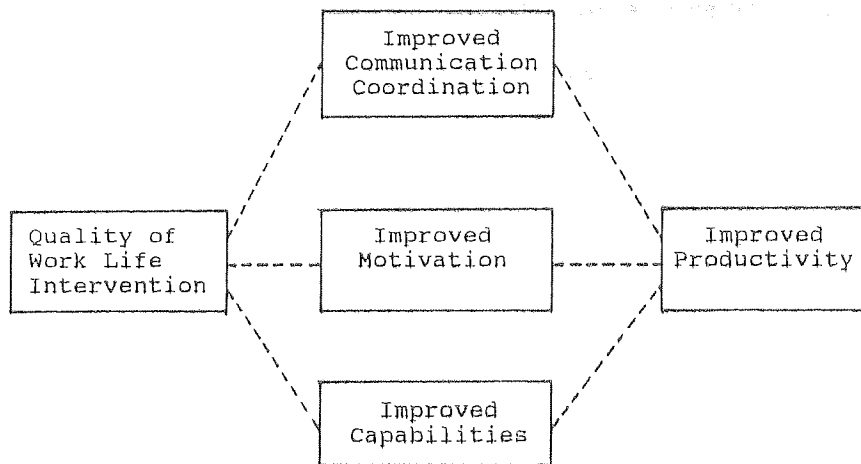 Improved
Communication
Coordination
Quality of
Work Life
Intervention
Improved
Motivation
Improved
Productivity
Improved
Capabilities